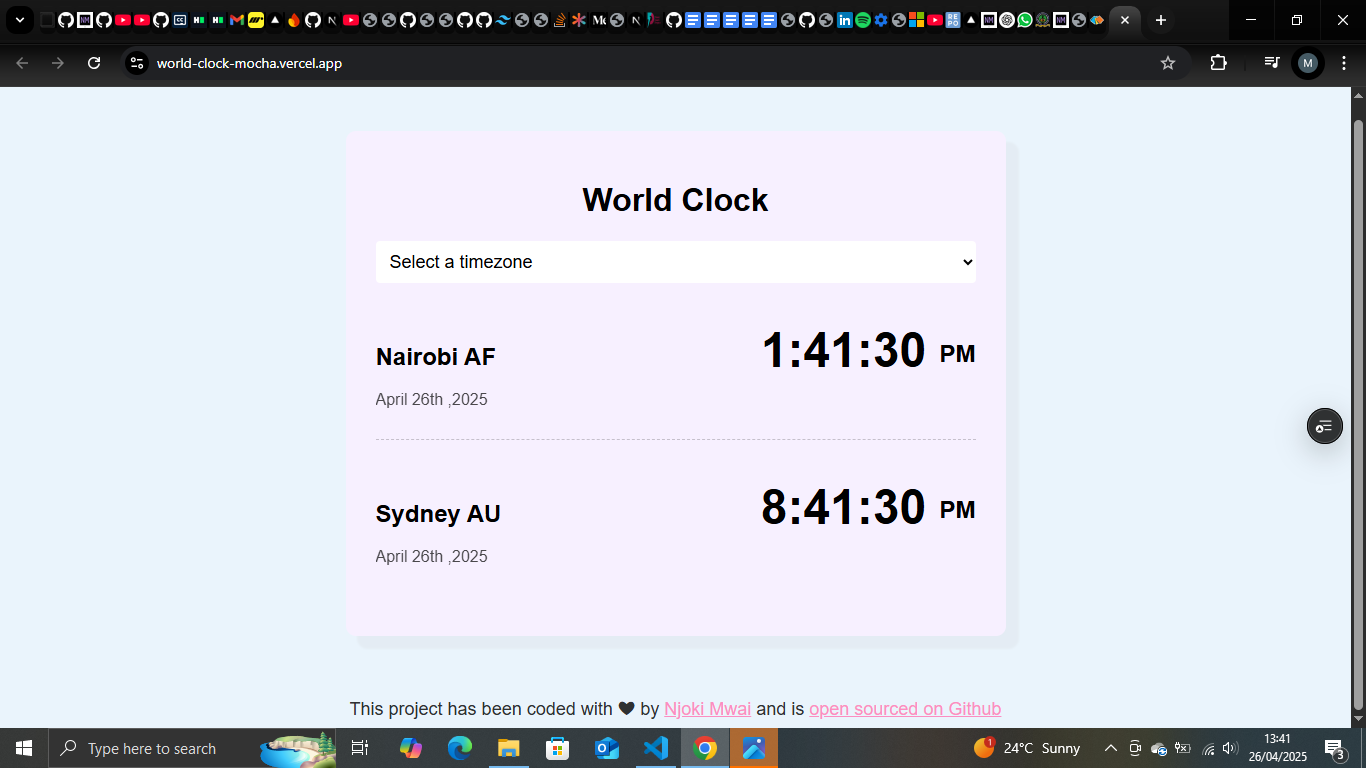 world-clock-mocha.vercel.app
M
World Clock
Select a timezone
Nairobi AF
1:41:30 PM
April 26th ,2025
Sydney AU
8:41:30 PM
April 26th ,2025
This project has been coded with 🖤 by Njoki Mwai and is open sourced on Github
Type here to search
1
24°C Sunny
13:41
26/04/2025
3